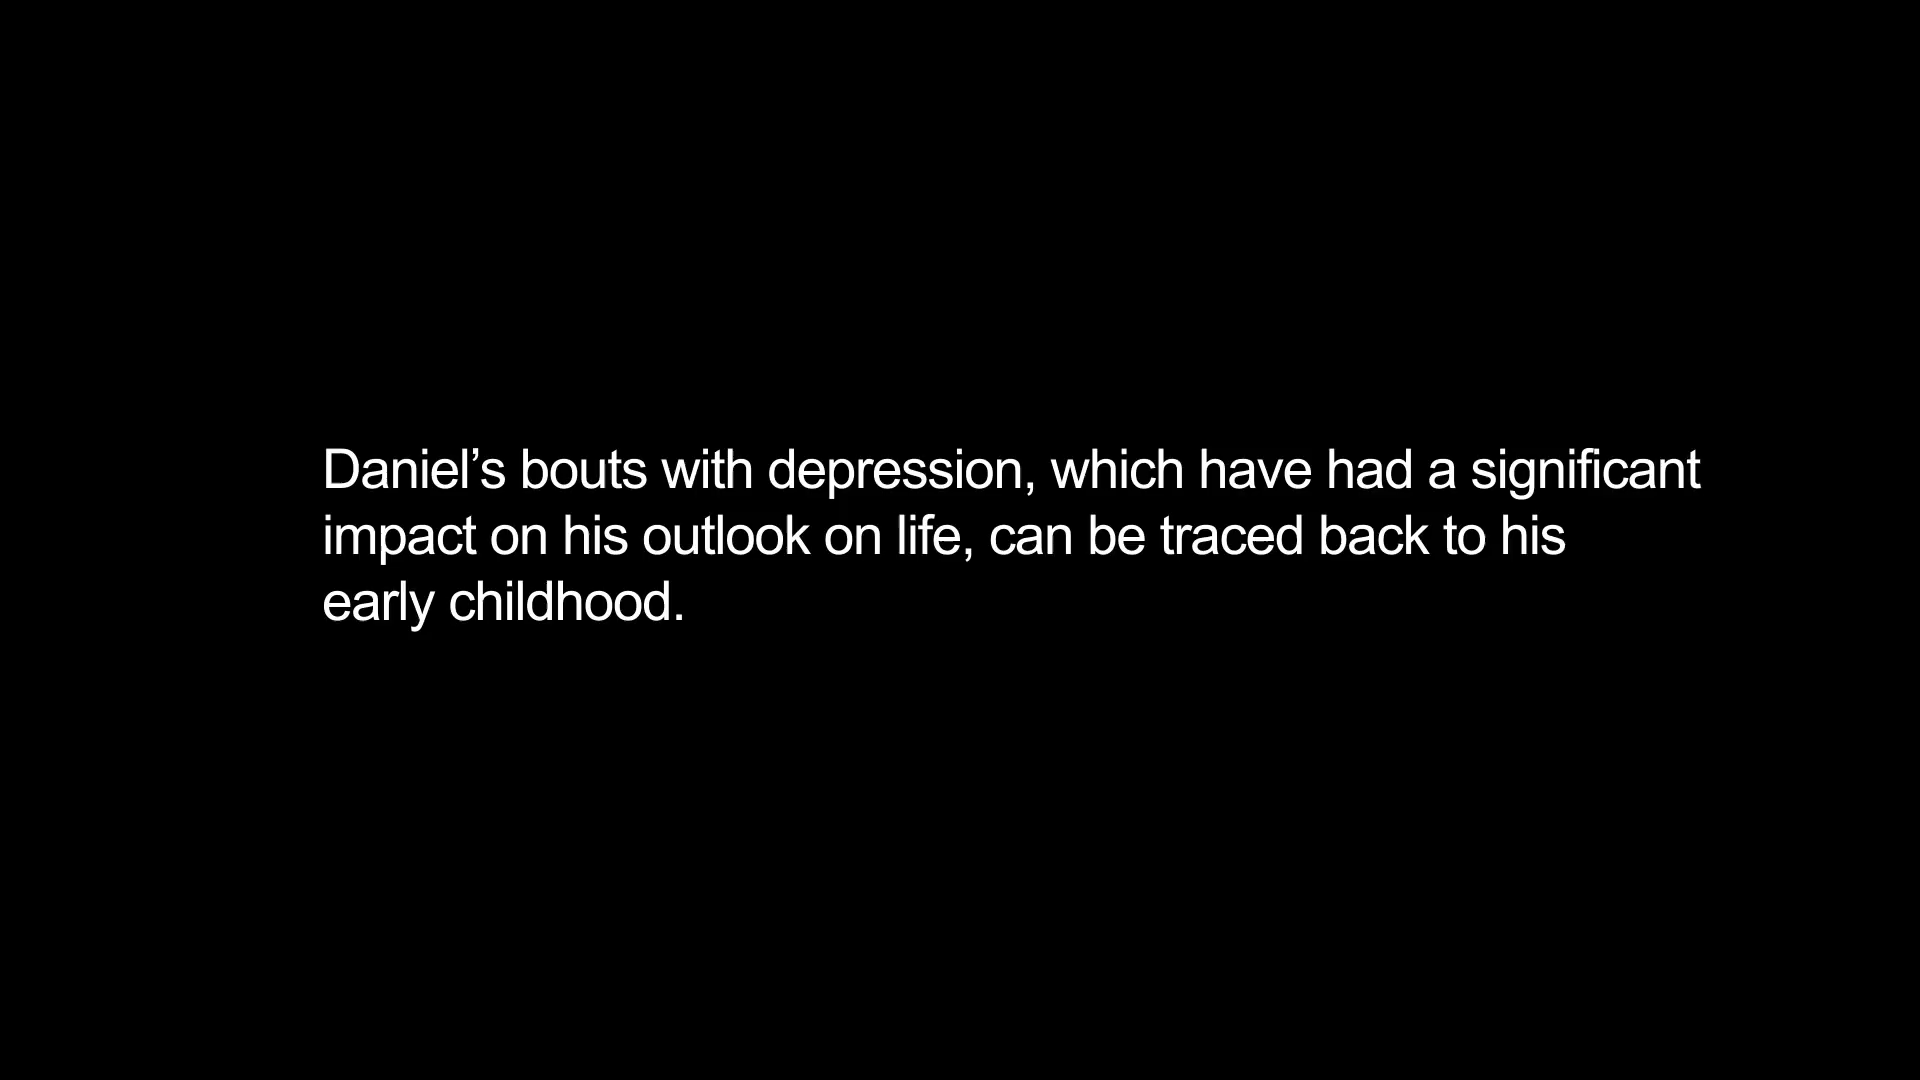 Daniel’s bouts with depression, which have had a significant
impact on his outlook on life, can be traced back to his
early childhood.